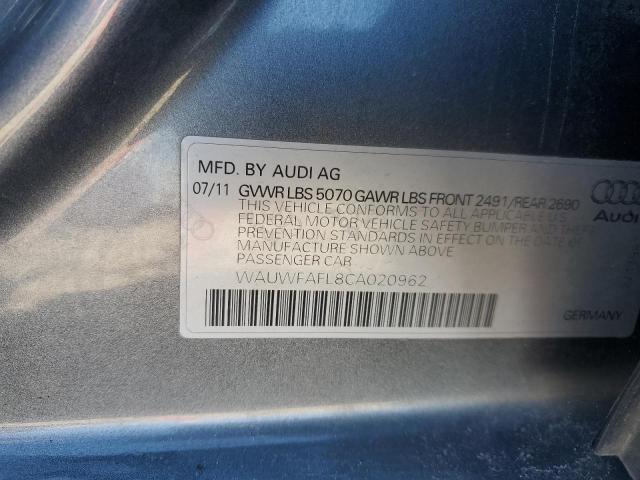 MFD. BY AUDI AG
07/11 GVWR LBS 5070 GAWR LBS FRONT 2491/REAR 2690
THIS VEHICLE CONFORMS TO ALL APPLICABLE U.S.
FEDERAL MOTOR VEHICLE SAFETY BUMPER AND THEFT
PREVENTION STANDARDS IN EFFECT ON THE DATE OF
MANUFACTURE SHOWN ABOVE.
PASSENGER CAR
WAUWFAFL8CA020962
Audi
GERMANY